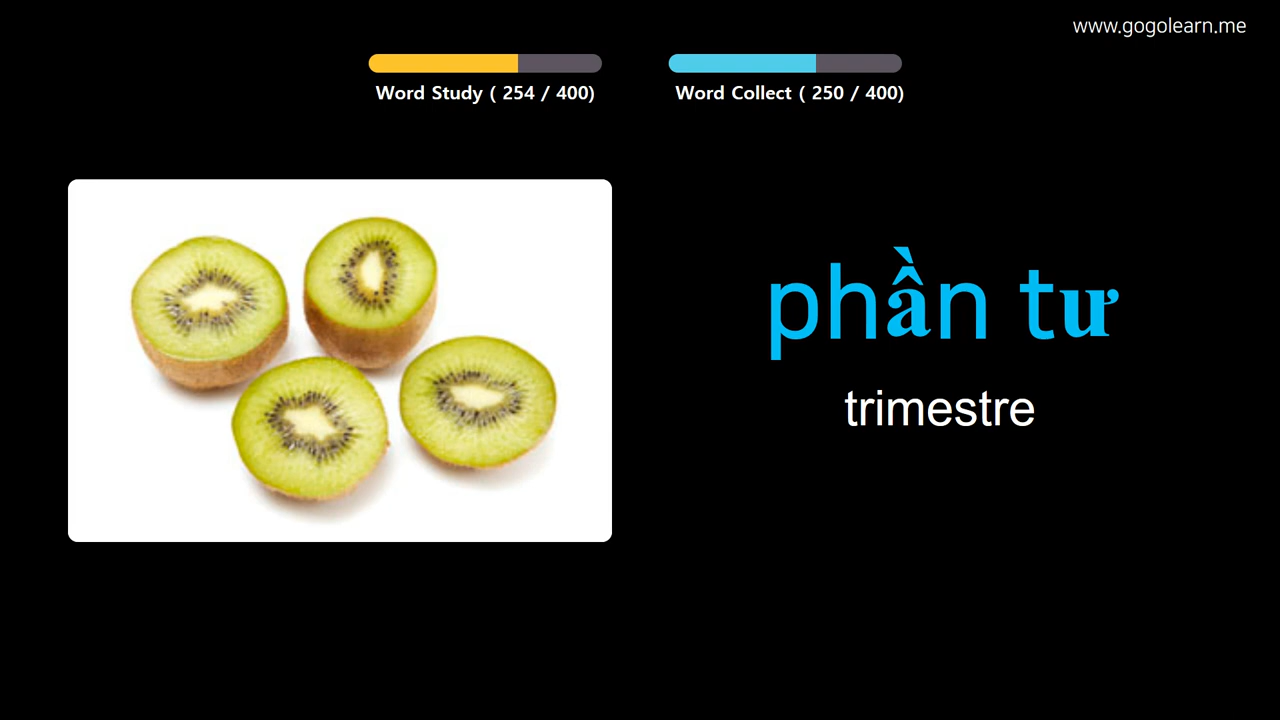 www.gogolearn.me
Word Study ( 254 / 400)
Word Collect ( 250 / 400)
phần tư
trimestre